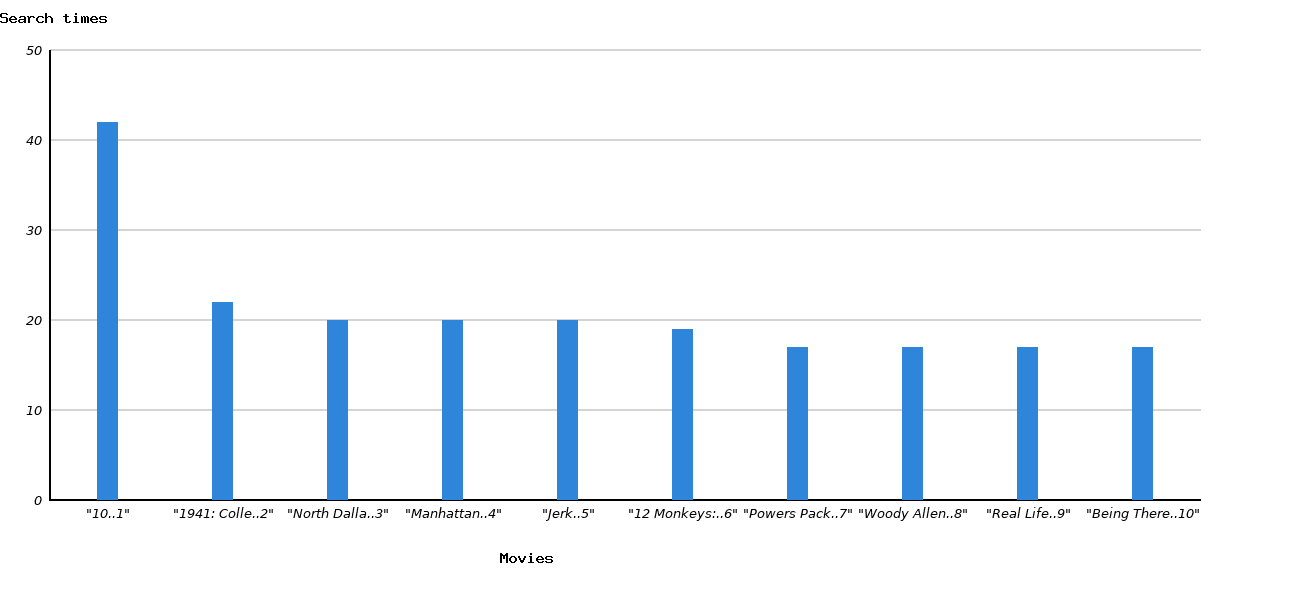 Search times
50
40
30
20
10
0
"10..1" "1941: Colle..2" "North Dalla..3" "Manhattan..4" "Jerk..5" "12 Monkeys:..6" "Powers Pack..7" "Woody Allen..8" "Real Life..9" "Being There..10"
Movies